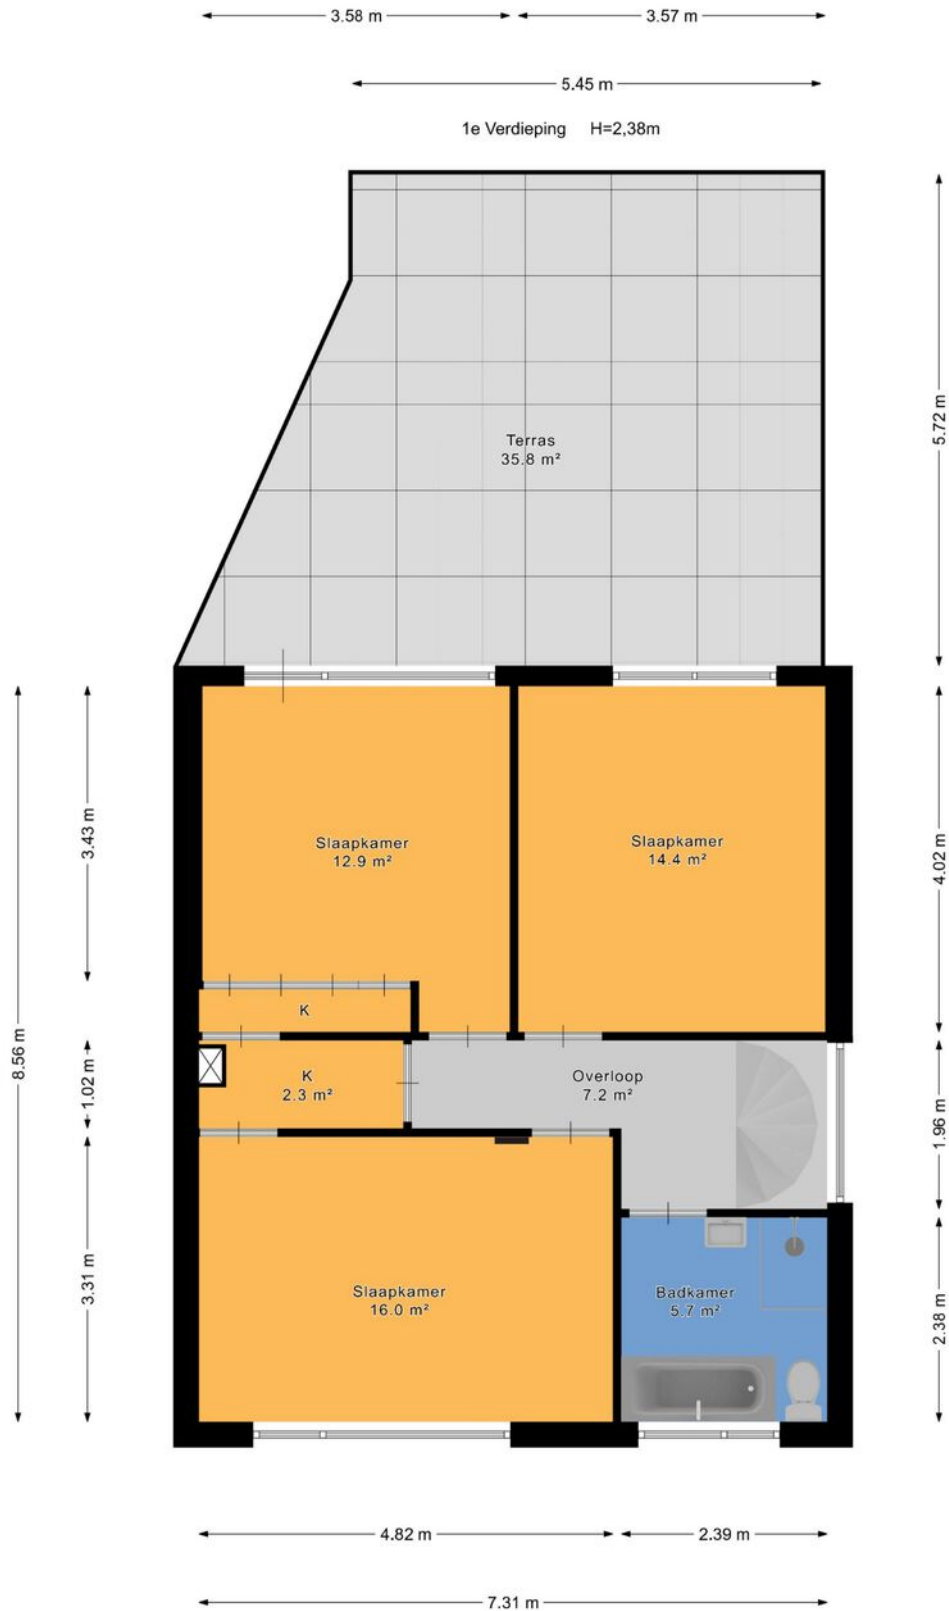 3.58 m
3.57 m
5.45 m
1e Verdieping H=2,38m
5.72 m
Terras
35.8 m²
8.56 m
3.43 m
Slaapkamer
12.9 m²
Slaapkamer
14.4 m²
4.02 m
K
1.02 m
K
2.3 m²
Overloop
7.2 m²
1.96 m
3.31 m
Slaapkamer
16.0 m²
Badkamer
5.7 m²
2.38 m
4.82 m
2.39 m
7.31 m